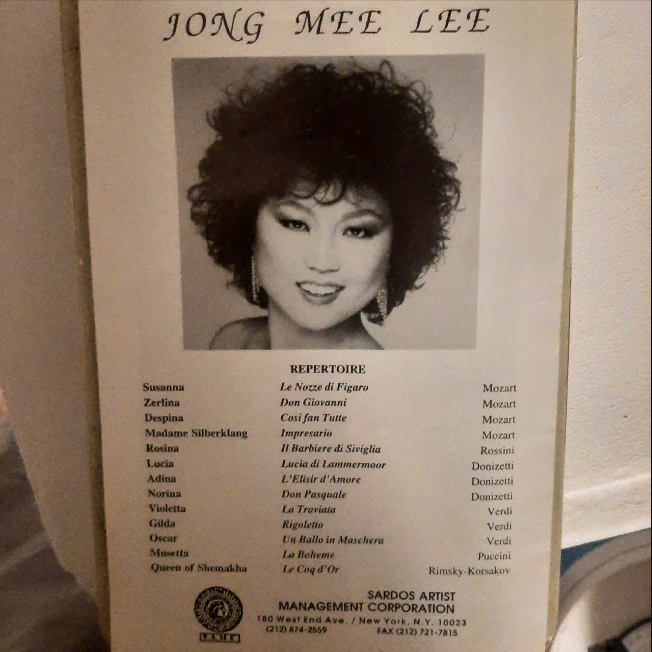 JONG MEE LEE
REPERTOIRE
Susanna Le Nozze di Figaro Mozart
Zerlina Don Giovanni Mozart
Despina Cosi fan Tutte Mozart
Madame Silberklang Impresario Mozart
Rosina Il Barbiere di Siviglia Rossini
Lucia Lucia di Lammermoor Donizetti
Adina L'Elisir d'Amore Donizetti
Norina Don Pasquale Donizetti
Violetta La Traviata Verdi
Gilda Rigoletto Verdi
Oscar Un Ballo in Maschera Verdi
Musetta La Boheme Puccini
Queen of Shemakha Le Coq d'Or Rimsky-Korsakov
SARDOS ARTIST
MANAGEMENT CORPORATION
180 West End Ave. / New York, N.Y. 10023
(212) 874-2559 FAX (212) 721-7815
S.A.M.C.